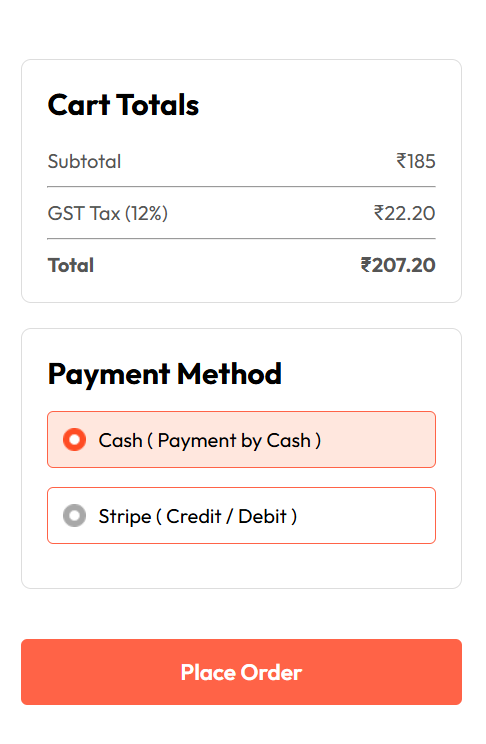 Cart Totals
Subtotal ₹185
GST Tax (12%) ₹22.20
Total ₹207.20
Payment Method
Cash ( Payment by Cash )
Stripe ( Credit / Debit )
Place Order